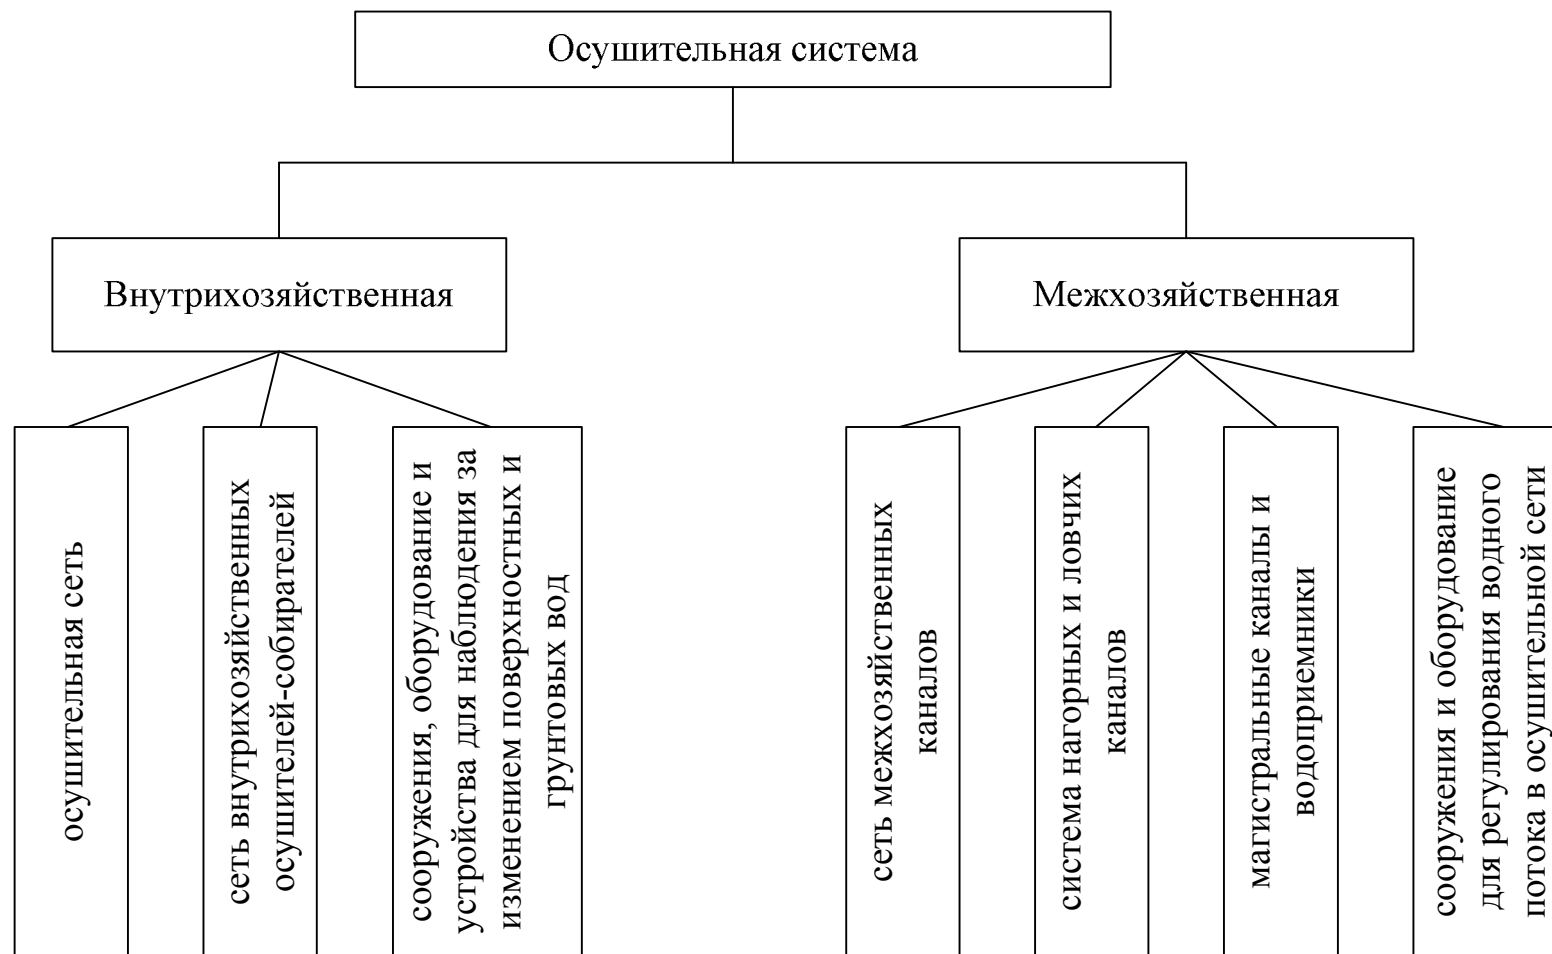 Осушительная система
Внутрихозяйственная
Межхозяйственная
осушительная сеть
сеть внутрихозяйственных
осушителей-собирателей
сооружения, оборудование и
устройства для наблюдения за
изменением поверхностных и
грунтовых вод
сеть межхозяйственных
каналов
система нагорных и ловчих
каналов
магистральные каналы и
водоприемники
сооружения и оборудование
для регулирования водного
потока в осушительной сети